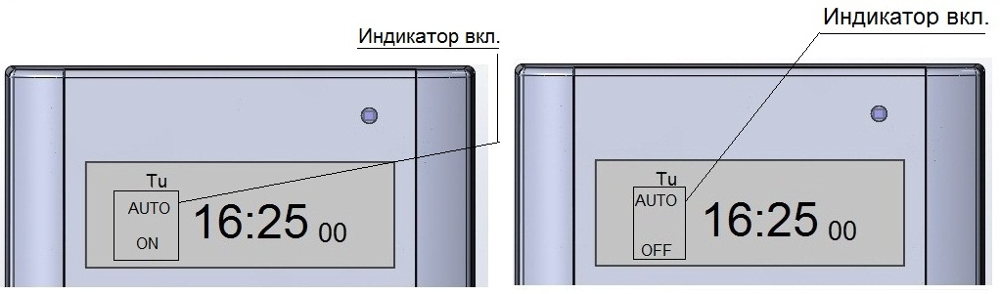 Индикатор вкл.
Tu
AUTO
ON
16:25 00
Индикатор вкл.
Tu
AUTO
OFF
16:25 00